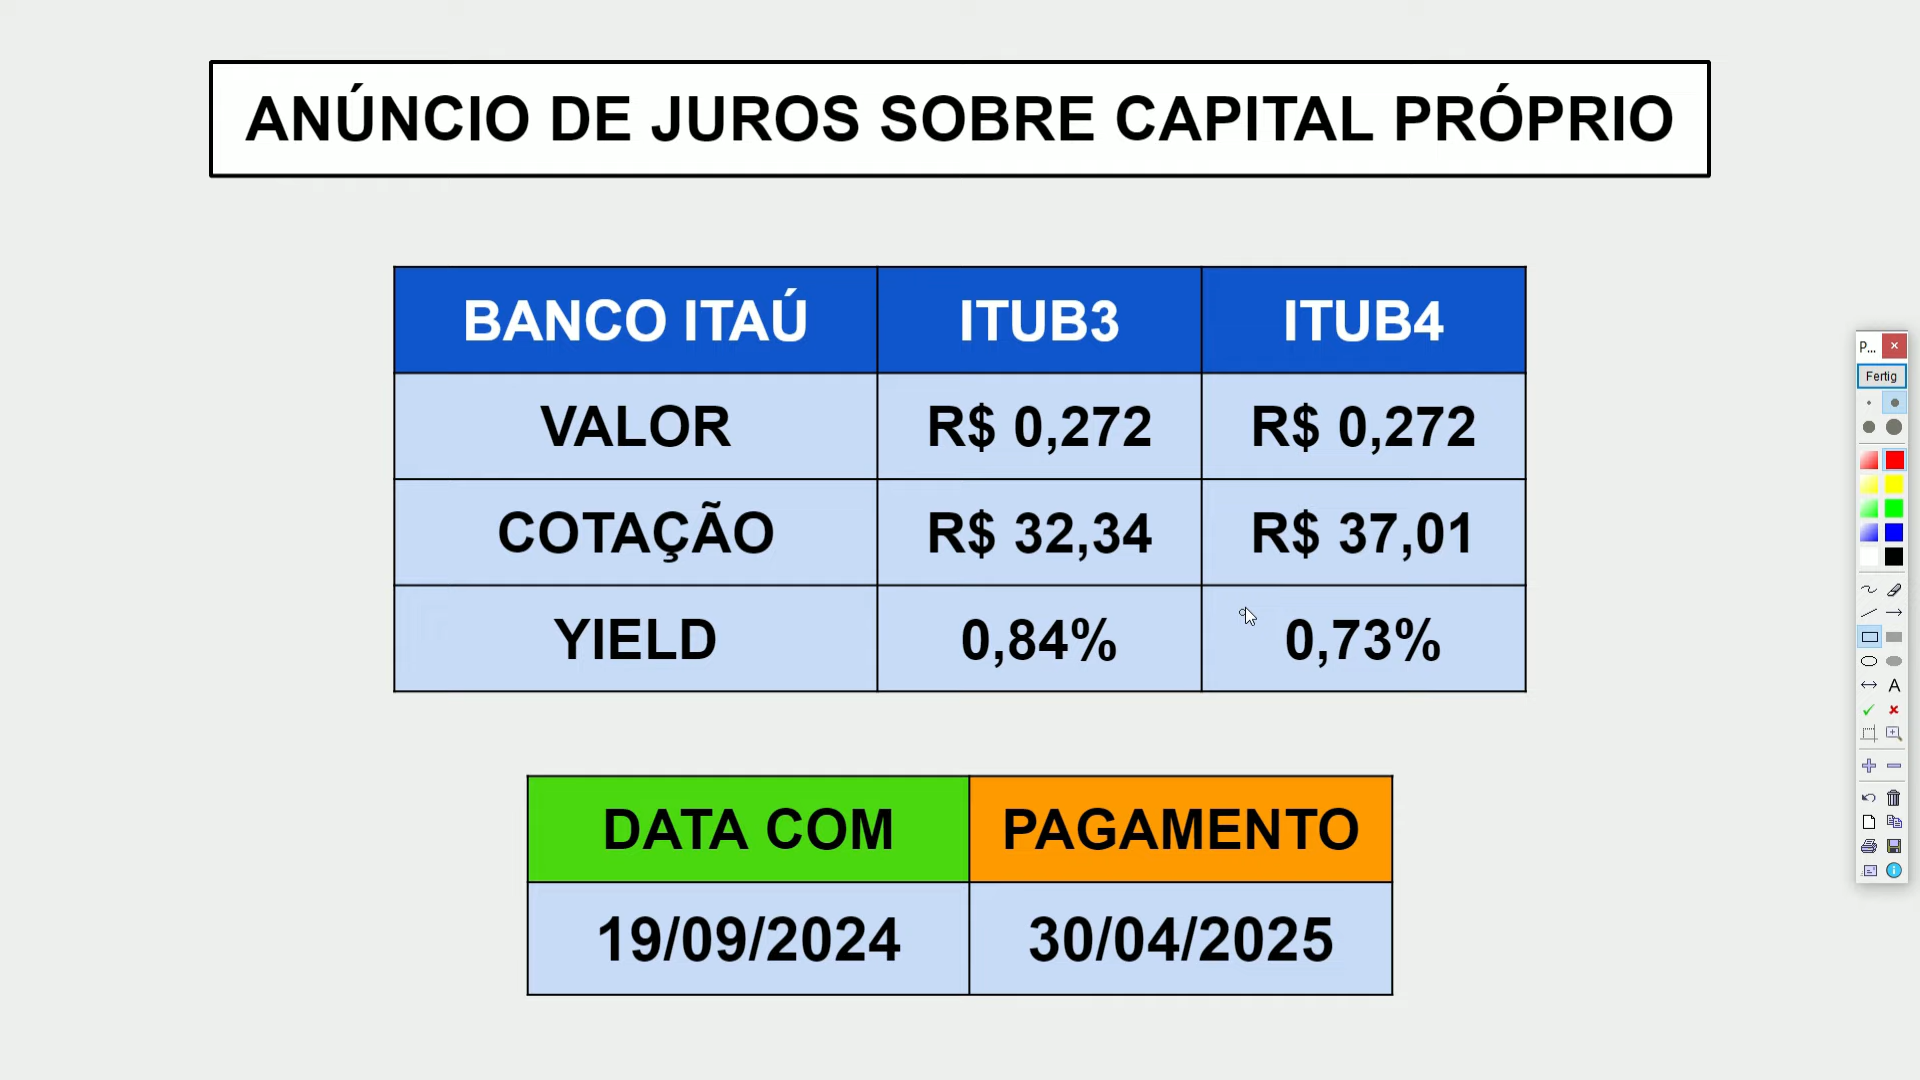 ANÚNCIO DE JUROS SOBRE CAPITAL PRÓPRIO
BANCO ITAÚ ITUB3 ITUB4
VALOR R$ 0,272 R$ 0,272
COTAÇÃO R$ 32,34 R$ 37,01
YIELD 0,84% 0,73%
DATA COM PAGAMENTO
19/09/2024 30/04/2025
P...
Fertig
A